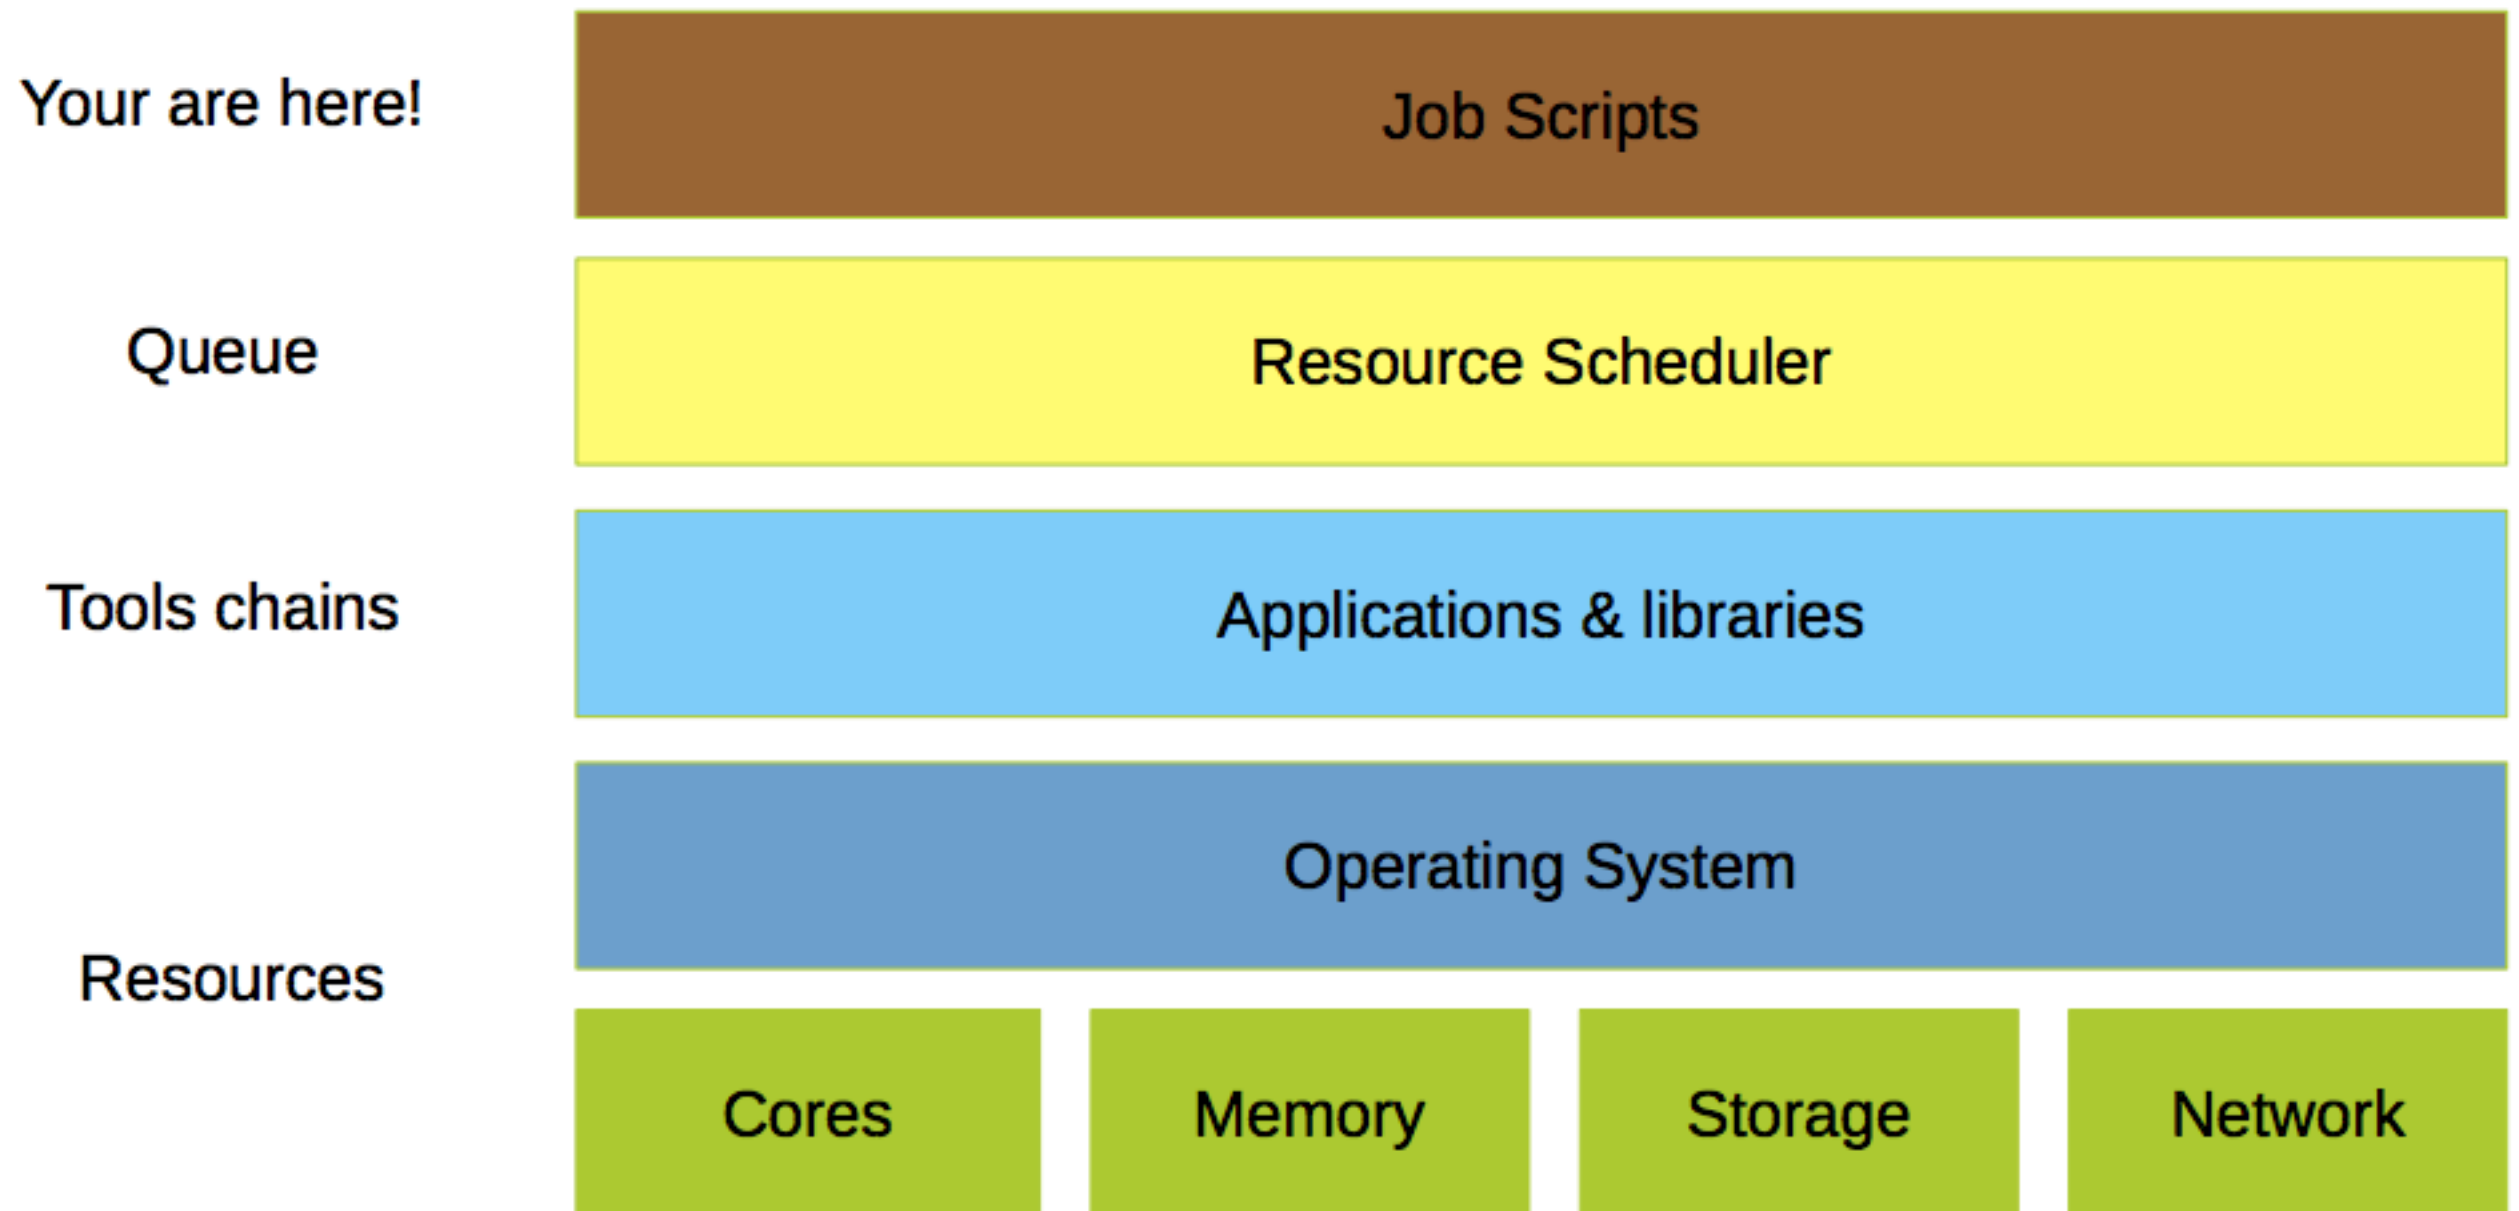 Your are here!
Job Scripts
Queue
Resource Scheduler
Tools chains
Applications & libraries
Operating System
Resources
Cores
Memory
Storage
Network